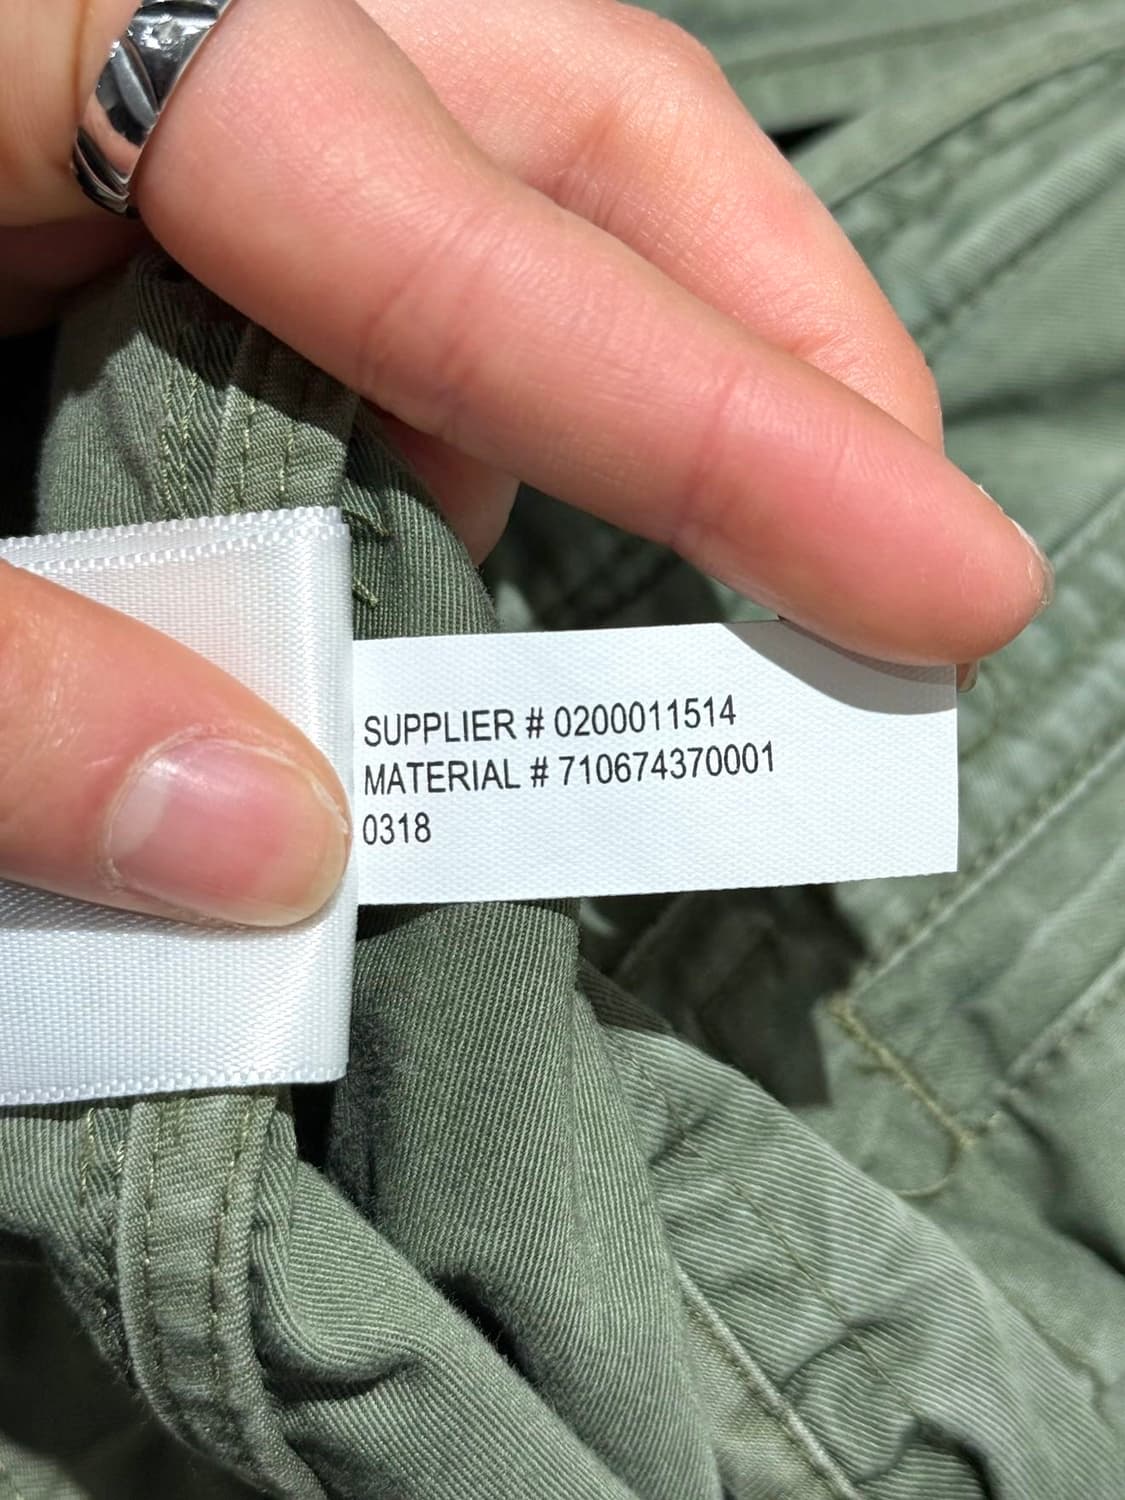 SUPPLIER # 0200011514
MATERIAL # 710674370001
0318